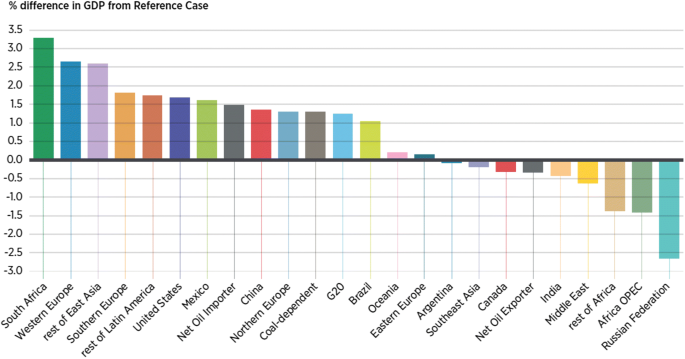 % difference in GDP from Reference Case
3.5
3.0
2.5
2.0
1.5
1.0
0.5
0.0
-0.5
-1.0
-1.5
-2.0
-2.5
-3.0
South Africa
Western Europe
rest of East Asia
Southern Europe
rest of Latin America
United States
Mexico
Net Oil Importer
China
Northern Europe
Coal-dependent
G20
Brazil
Oceania
Eastern Europe
Argentina
Southeast Asia
Canada
Net Oil Exporter
India
Middle East
rest of Africa
Africa OPEC
Russian Federation